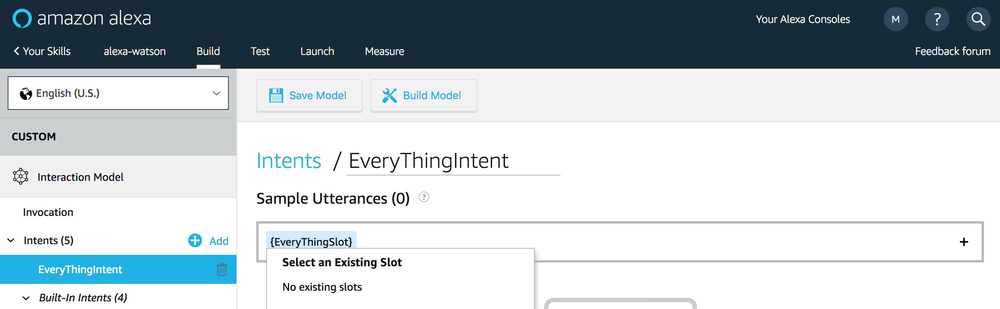 amazon alexa
Your Alexa Consoles
M
?
Your Skills
alexa-watson
Build
Test
Launch
Measure
Feedback forum
English (U.S.)
Save Model
Build Model
CUSTOM
Interaction Model
Invocation
Intents (5)
Add
EveryThingIntent
Built-In Intents (4)
Intents / EveryThingIntent
Sample Utterances (0) ?
{EveryThingSlot}
+
Select an Existing Slot
No existing slots